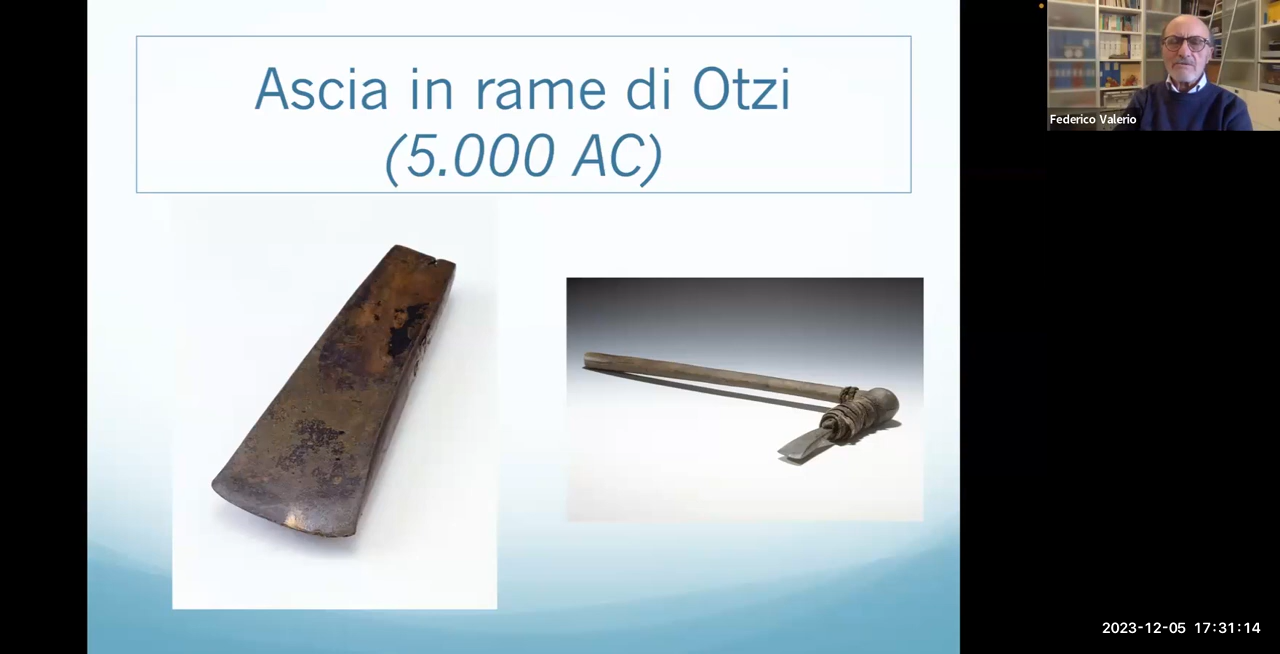 Ascia in rame di Otzi
(5.000 AC)
Federico Valerio
2023-12-05 17:31:14